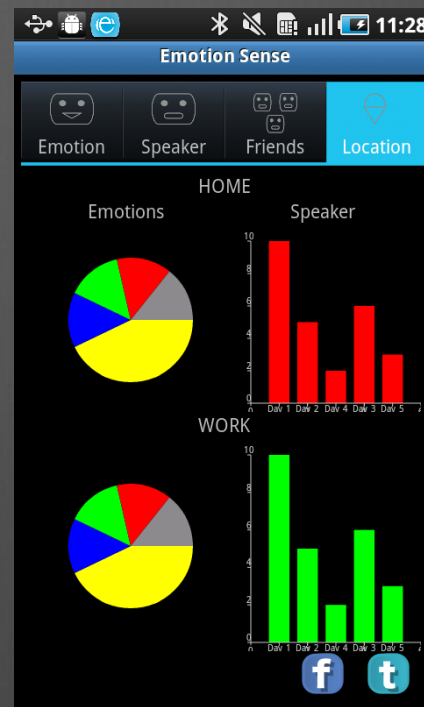 11:28
Emotion Sense
Emotion Speaker Friends Location
HOME
Emotions Speaker
10
8
6
4
2
0
0 Day 1 Day 2 Day 4 Day 3 Day 5
WORK
10
8
6
4
2
0
0 Day 1 Day 2 Day 4 Day 3 Day 5
f t